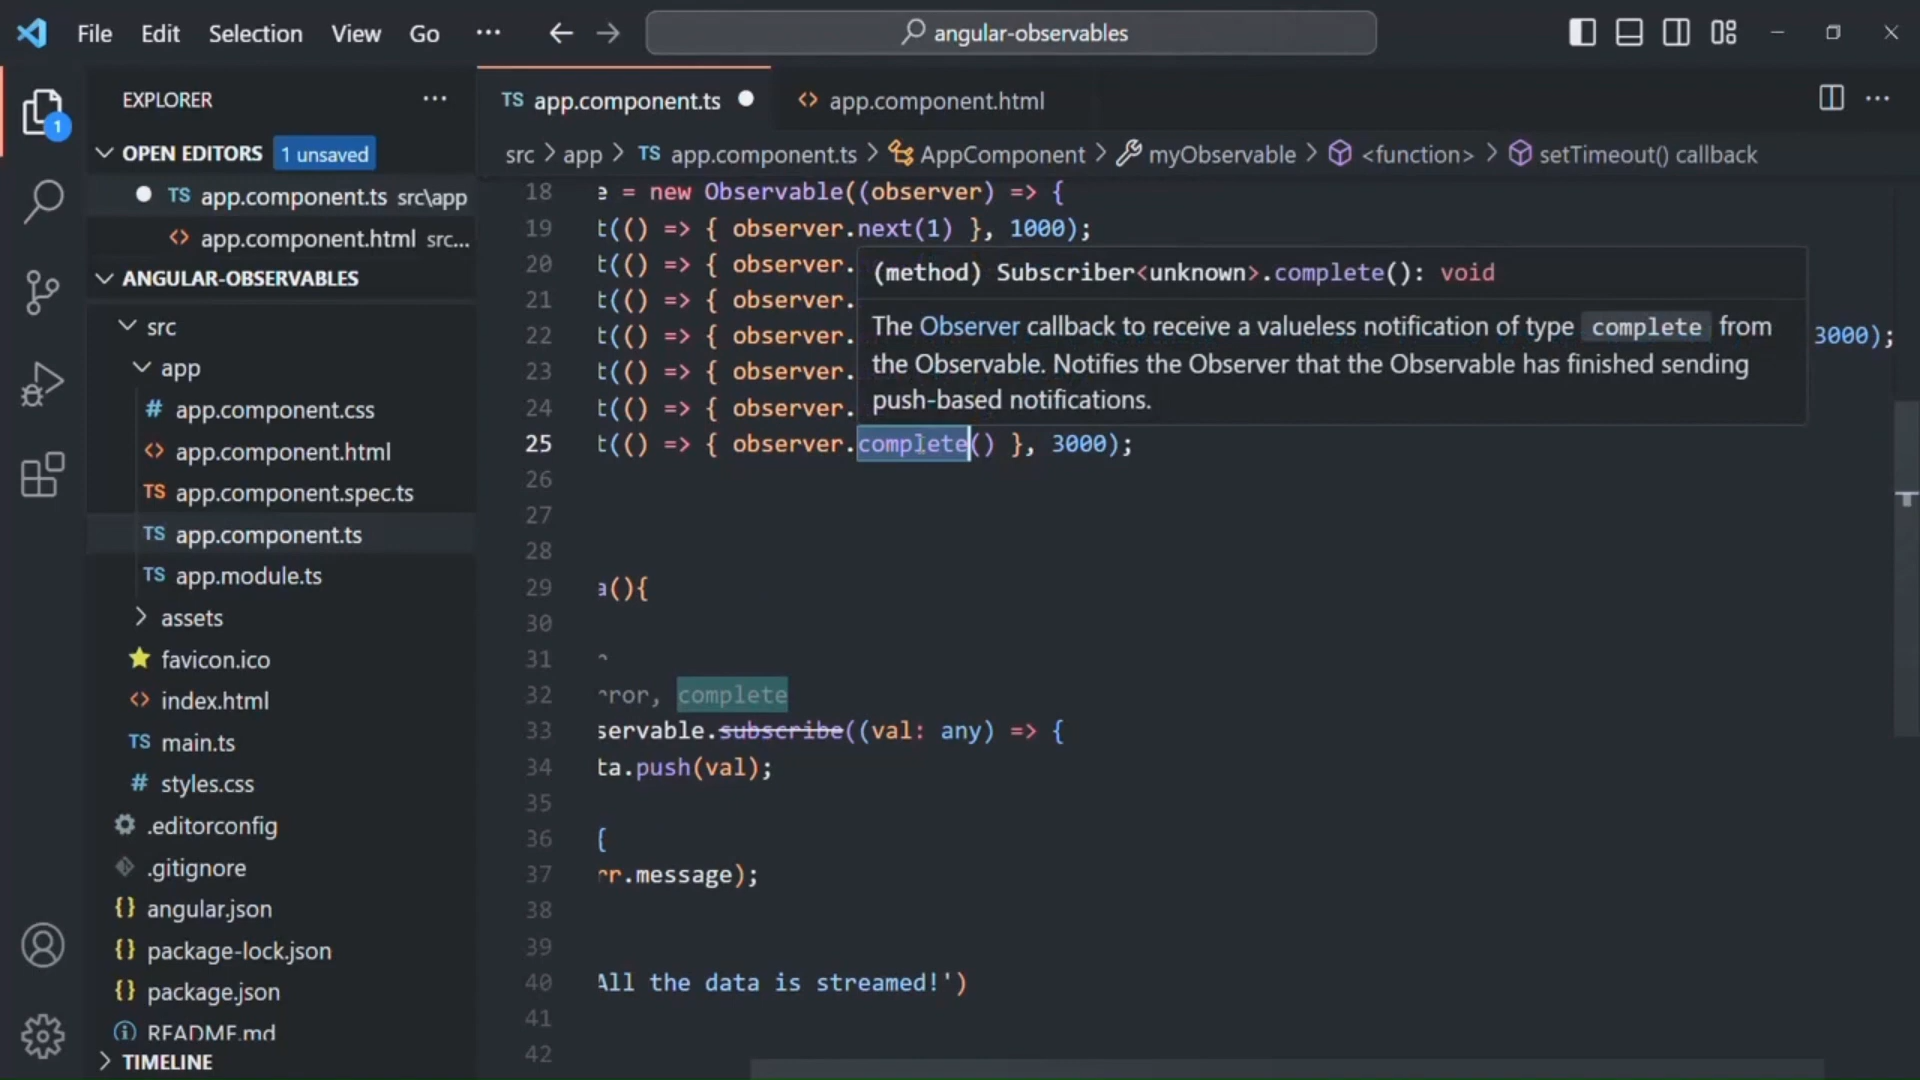 File Edit Selection View Go ··· angular-observables
EXPLORER ···
OPEN EDITORS 1 unsaved
TS app.component.ts src\app
<> app.component.html src...
ANGULAR-OBSERVABLES
src
app
# app.component.css
<> app.component.html
TS app.component.spec.ts
TS app.component.ts
TS app.module.ts
assets
favicon.ico
<> index.html
TS main.ts
# styles.css
.editorconfig
.gitignore
{} angular.json
{} package-lock.json
{} package.json
README.md
TIMELINE
1
TS app.component.ts <> app.component.html
src > app > TS app.component.ts > AppComponent > myObservable > <function> > setTimeout() callback
18 e = new Observable((observer) => {
19 t(() => { observer.next(1) }, 1000);
20 t(() => { observer.
21 t(() => { observer.
22 t(() => { observer. 3000);
23 t(() => { observer.
24 t(() => { observer.
25 t(() => { observer.complete() }, 3000);
(method) Subscriber<unknown>.complete(): void
The Observer callback to receive a valueless notification of type complete from
the Observable. Notifies the Observer that the Observable has finished sending
push-based notifications.
26
27
28
29 a(){
30
31
32 ror, complete
33 servable.subscribe((val: any) => {
34 ta.push(val);
35
36 {
37 rr.message);
38
39
40 All the data is streamed!')
41
42